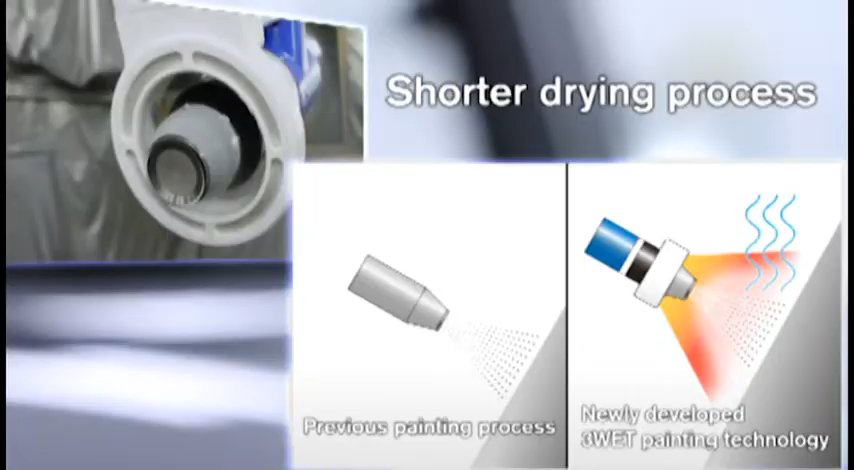 Shorter drying process
Previous painting process
Newly developed
3WET painting technology